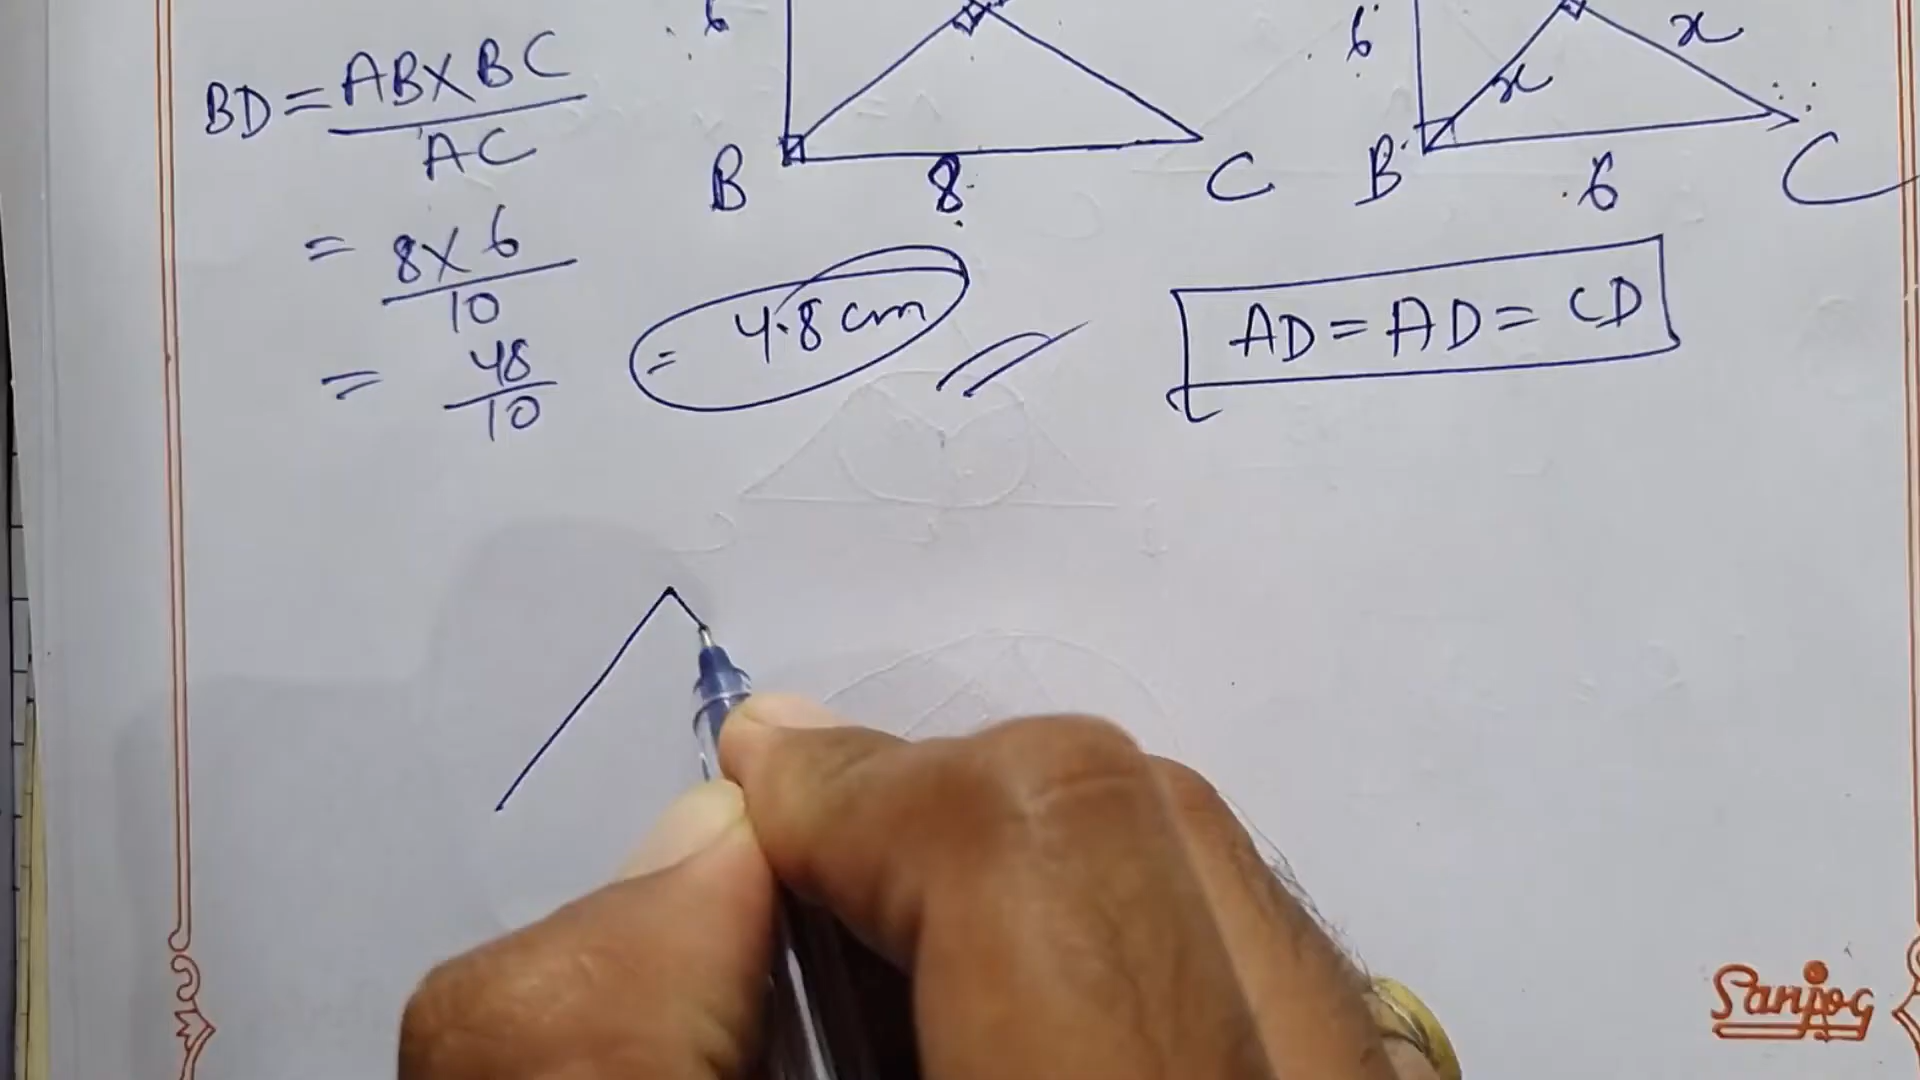 BD = AB X BC / AC
= 8 X 6 / 10
= 48 / 10
= 4.8 cm
6
B 8 C
6 x
x
B 6 C
AD = AD = CD
Sanjog